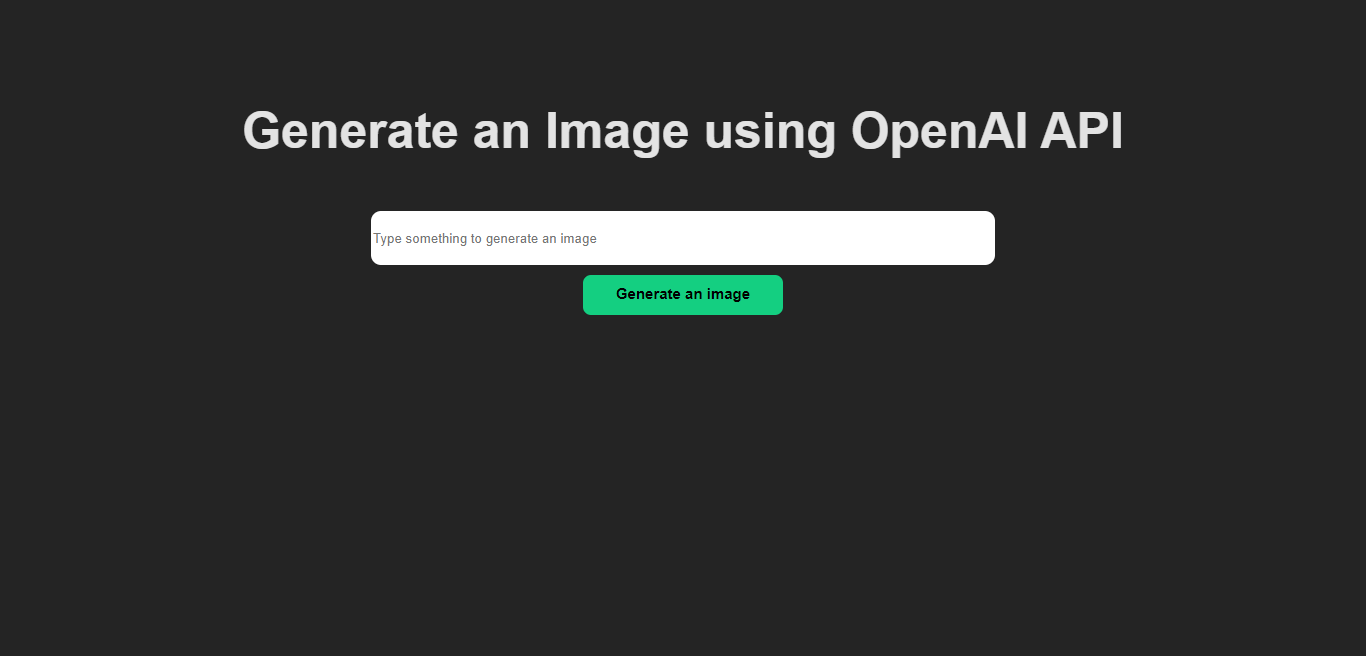 Generate an Image using OpenAI API
Type something to generate an image
Generate an image